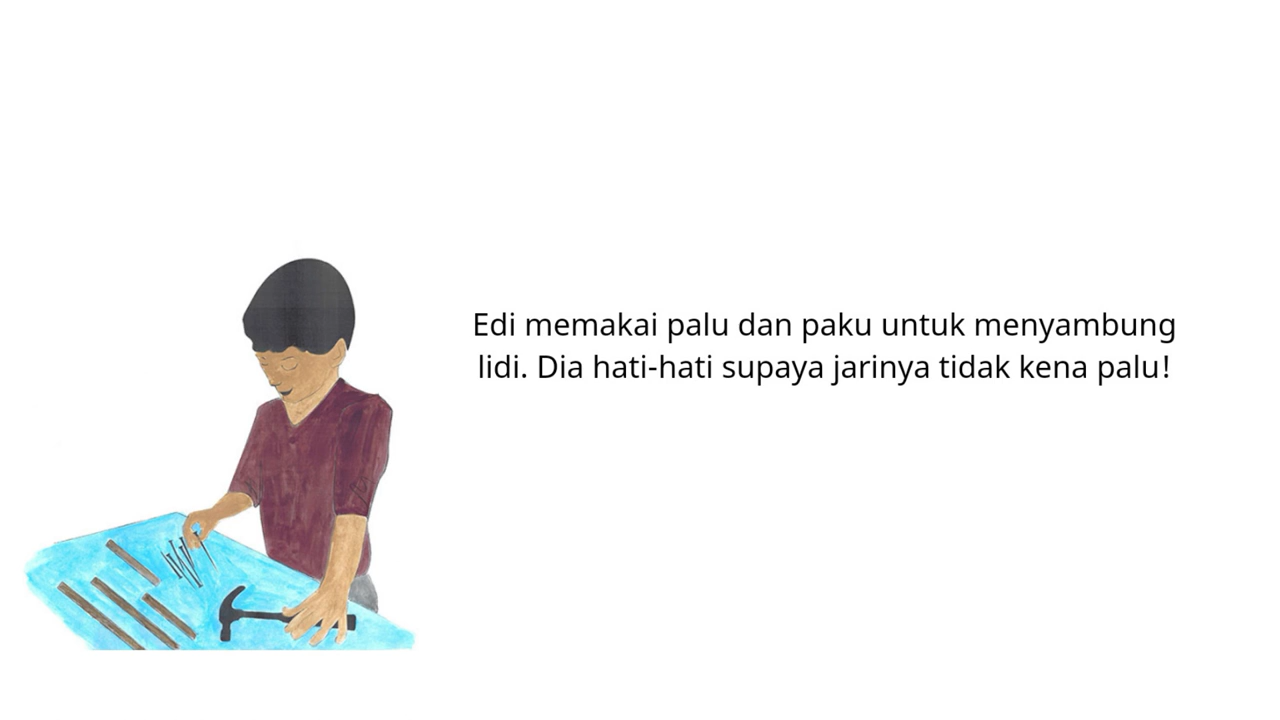 Edi memakai palu dan paku untuk menyambung
lidi. Dia hati-hati supaya jarinya tidak kena palu!